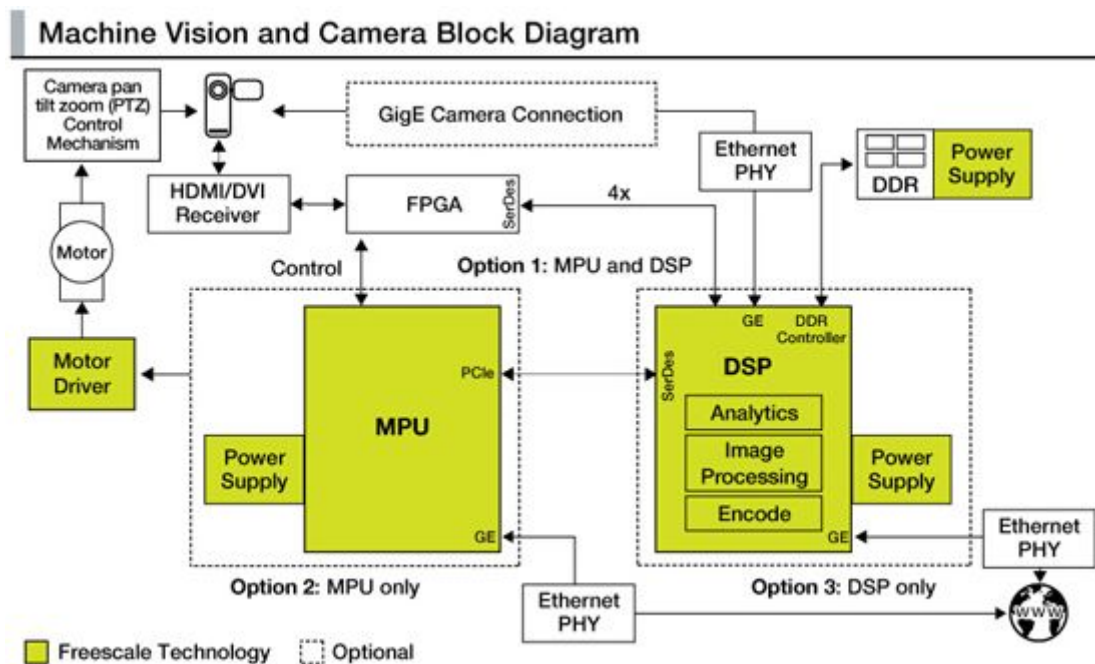 Machine Vision and Camera Block Diagram
Camera pan
tilt zoom (PTZ)
Control
Mechanism
GigE Camera Connection
Ethernet
PHY
DDR
Power
Supply
HDMI/DVI
Receiver
FPGA
SerDes
4x
Motor
Control
Option 1: MPU and DSP
Motor
Driver
MPU
PCIe
GE
Power
Supply
GE
DDR
Controller
SerDes
DSP
Analytics
Image
Processing
Encode
GE
Power
Supply
Ethernet
PHY
Option 2: MPU only
Ethernet
PHY
Option 3: DSP only
WWW
Freescale Technology
Optional